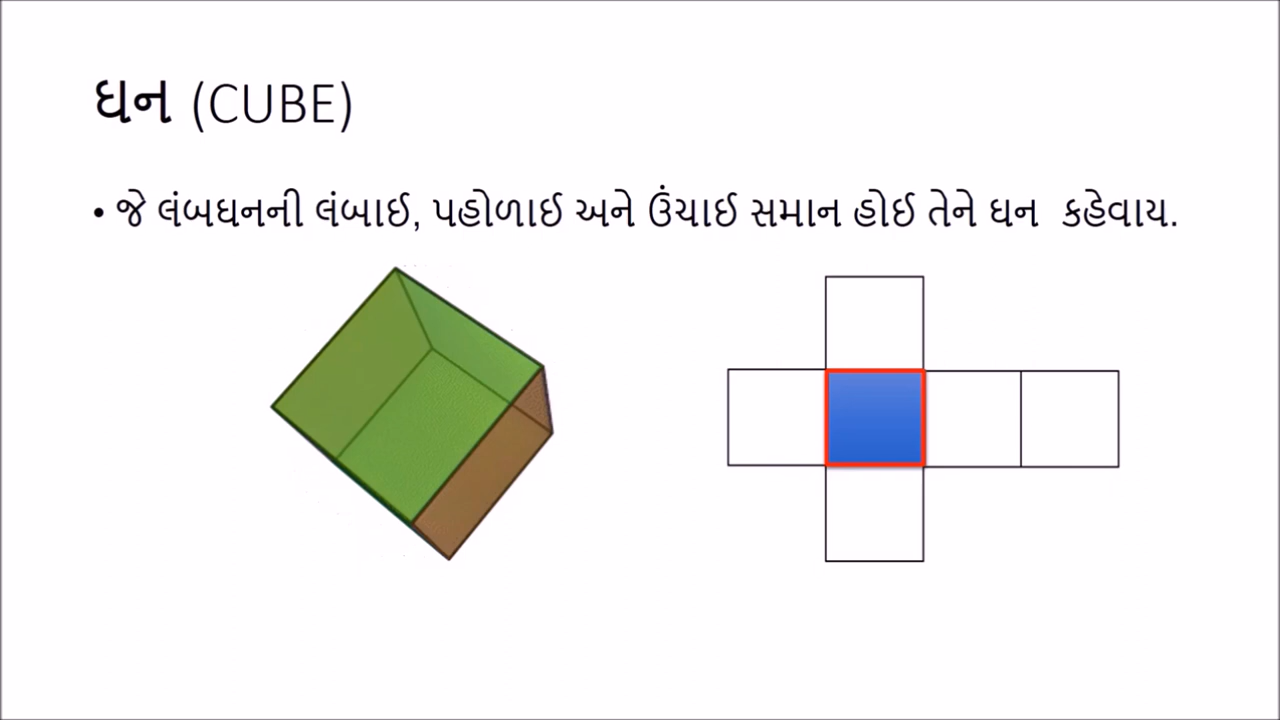 ઘન (CUBE)
• જે લંબઘનની લંબાઈ, પહોળાઈ અને ઉંચાઈ સમાન હોઈ તેને ઘન કહેવાય.